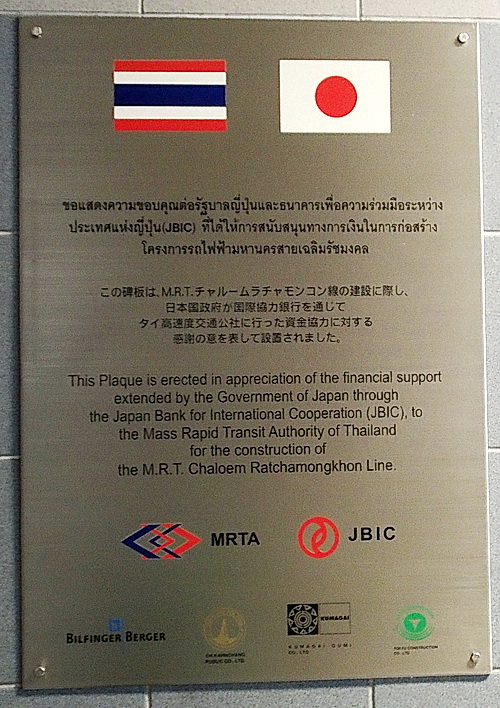 ขอแสดงความขอบคุณต่อรัฐบาลญี่ปุ่นและธนาคารเพื่อความร่วมมือระหว่าง
ประเทศแห่งญี่ปุ่น(JBIC) ที่ได้ให้การสนับสนุนทางการเงินในการก่อสร้าง
โครงการรถไฟฟ้ามหานครสายเฉลิมรัชมงคล
この碑板は、M.R.T.チャルームラチャモンコン線の建設に際し、
日本国政府が国際協力銀行を通じて
タイ高速度交通公社に行った資金協力に対する
感謝の意を表して設置されました。
This Plaque is erected in appreciation of the financial support
extended by the Government of Japan through
the Japan Bank for International Cooperation (JBIC), to
the Mass Rapid Transit Authority of Thailand
for the construction of
the M.R.T. Chaloem Ratchamongkhon Line.
MRTA
JBIC
BILFINGER BERGER
CH.KARNCHANG
PUBLIC CO., LTD
KUMAGAI
KUMAGAI GUMI
CO., LTD
TOKYU CONSTRUCTION
CO., LTD